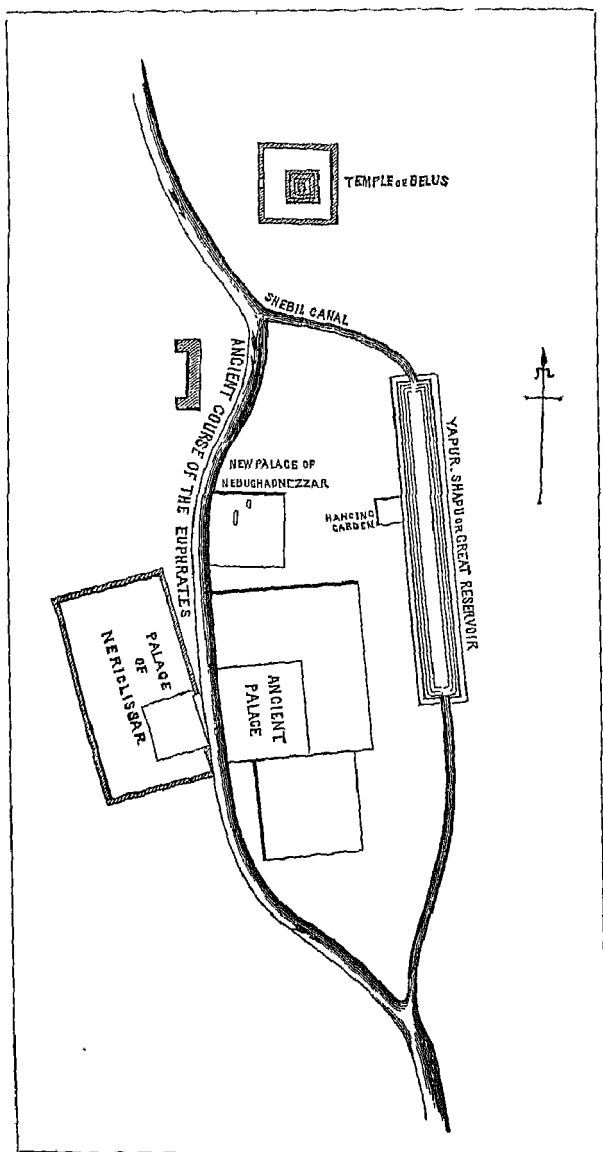 TEMPLE OF BELUS
SHEBIL CANAL
ANCIENT COURSE OF THE EUPHRATES
N
YAPUR. SHAPU OR GREAT RESERVOIR
NEW PALACE OF
NEBUCHADNEZZAR
HANGING
GARDEN
PALACE
OF
NERIGLISSAR
ANCIENT
PALACE